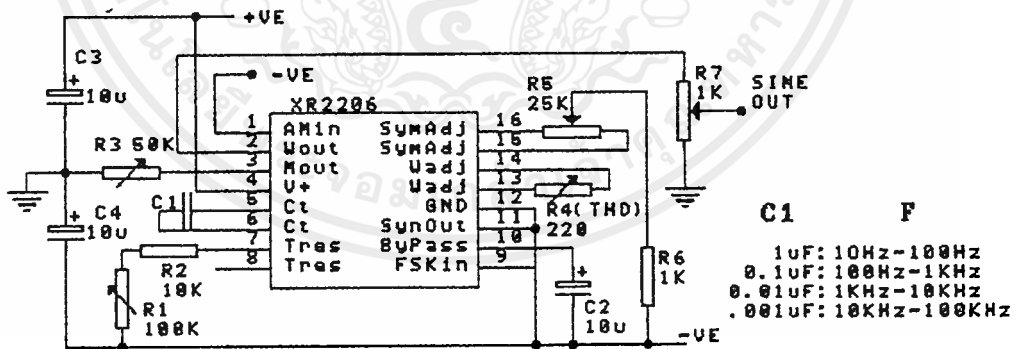 +VE
C3
10u
-VE
XR2206
R3 50K
R5
25K
R7
1K
SINE
OUT
1 AMin SymAdj 16
2 Wout SymAdj 15
3 Mout Wadj 14
4 V+ Wadj 13
5 Ct GND 12
6 Ct SynOut 11
7 Tres ByPass 10
8 Tres FSKin 9
C1
C4
10u
R2
10K
R1
100K
R4(THD)
220
R6
1K
C2
10u
-VE
C1 F
1uF: 10Hz-100Hz
0.1uF: 100Hz-1KHz
0.01uF: 1KHz-10KHz
.001uF: 10KHz-100KHz